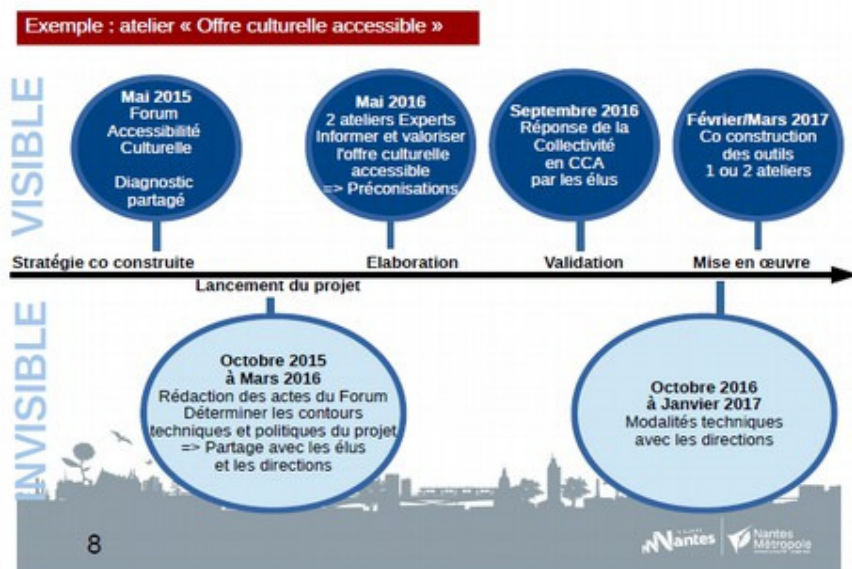 Exemple : atelier « Offre culturelle accessible »
VISIBLE
Mai 2015
Forum
Accessibilité
Culturelle
Diagnostic
partagé
Mai 2016
2 ateliers Experts
Informer et valoriser
l'offre culturelle
accessible
=> Préconisations
Septembre 2016
Réponse de la
Collectivité
en CCA
par les élus
Février/Mars 2017
Co construction
des outils
1 ou 2 ateliers
Stratégie co construite
Elaboration
Validation
Mise en œuvre
Lancement du projet
INVISIBLE
Octobre 2015
à Mars 2016
Rédaction des actes du Forum
Déterminer les contours
techniques et politiques du projet
=> Partage avec les élus
et les directions
Octobre 2016
à Janvier 2017
Modalités techniques
avec les directions
8
Nantes
Nantes
Métropole